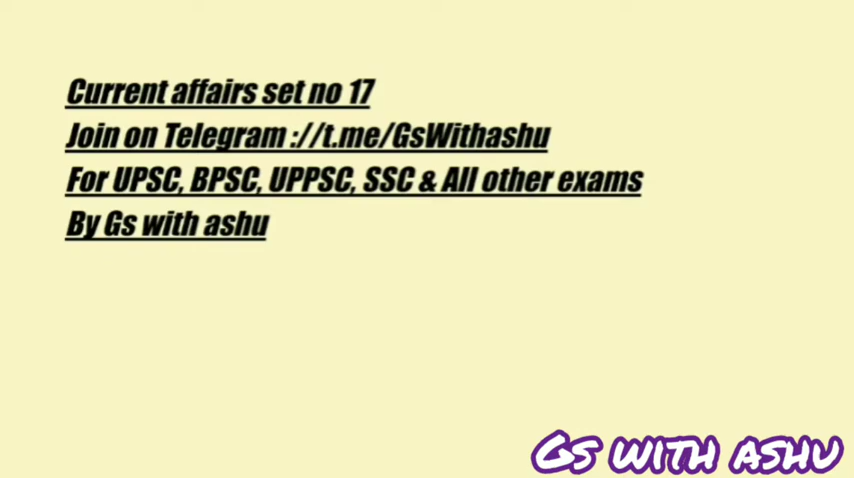 Current affairs set no 17
Join on Telegram ://t.me/GsWithashu
For UPSC, BPSC, UPPSC, SSC & All other exams
By Gs with ashu
Gs with ashu